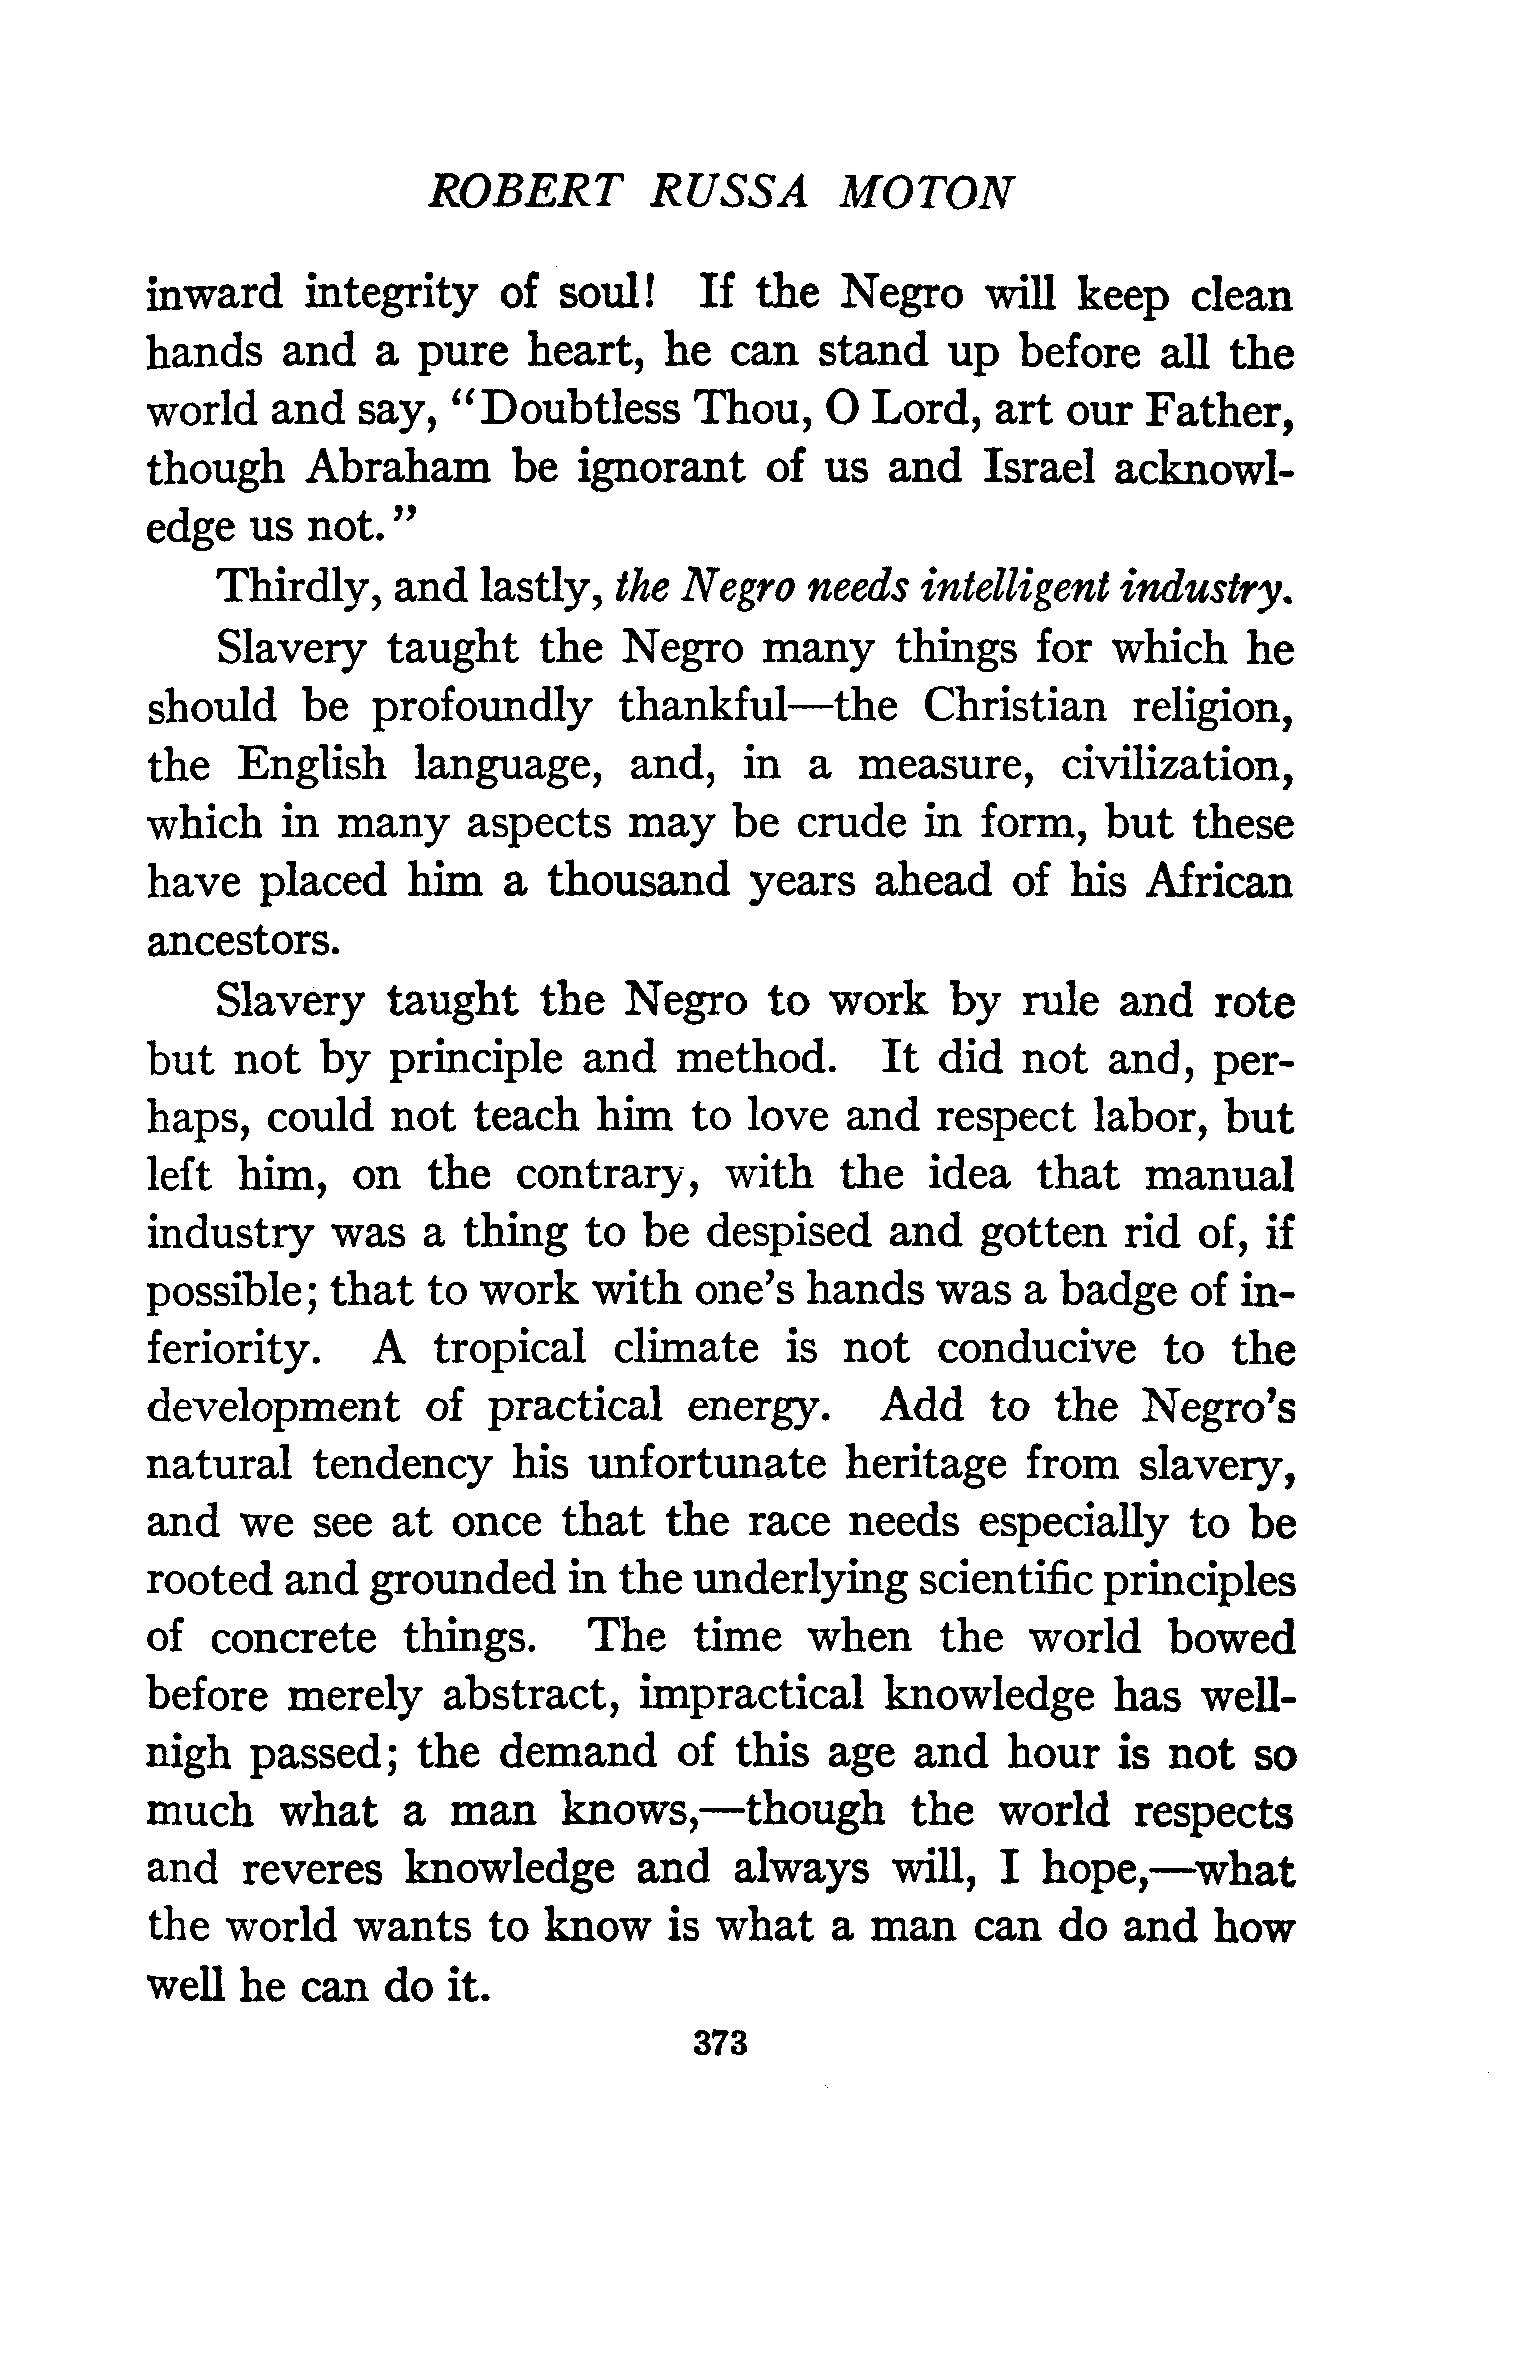 ROBERT RUSSA MOTON
inward integrity of soul! If the Negro will keep clean
hands and a pure heart, he can stand up before all the
world and say, “Doubtless Thou, O Lord, art our Father,
though Abraham be ignorant of us and Israel acknowl-
edge us not.”
Thirdly, and lastly, the Negro needs intelligent industry.
Slavery taught the Negro many things for which he
should be profoundly thankful—the Christian religion,
the English language, and, in a measure, civilization,
which in many aspects may be crude in form, but these
have placed him a thousand years ahead of his African
ancestors.
Slavery taught the Negro to work by rule and rote
but not by principle and method. It did not and, per-
haps, could not teach him to love and respect labor, but
left him, on the contrary, with the idea that manual
industry was a thing to be despised and gotten rid of, if
possible; that to work with one’s hands was a badge of in-
feriority. A tropical climate is not conducive to the
development of practical energy. Add to the Negro’s
natural tendency his unfortunate heritage from slavery,
and we see at once that the race needs especially to be
rooted and grounded in the underlying scientific principles
of concrete things. The time when the world bowed
before merely abstract, impractical knowledge has well-
nigh passed; the demand of this age and hour is not so
much what a man knows,—though the world respects
and reveres knowledge and always will, I hope,—what
the world wants to know is what a man can do and how
well he can do it.
373